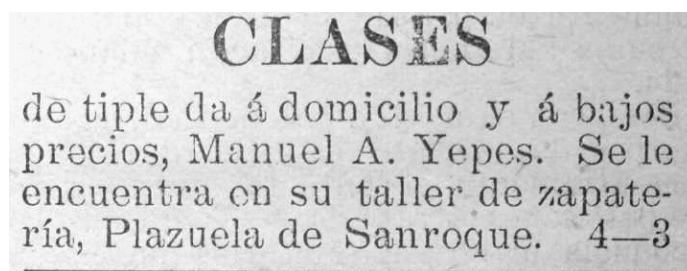 CLASES
de tiple da á domicilio y á bajos
precios, Manuel A. Yepes. Se le
encuentra en su taller de zapate-
ría, Plazuela de Sanroque. 4—3